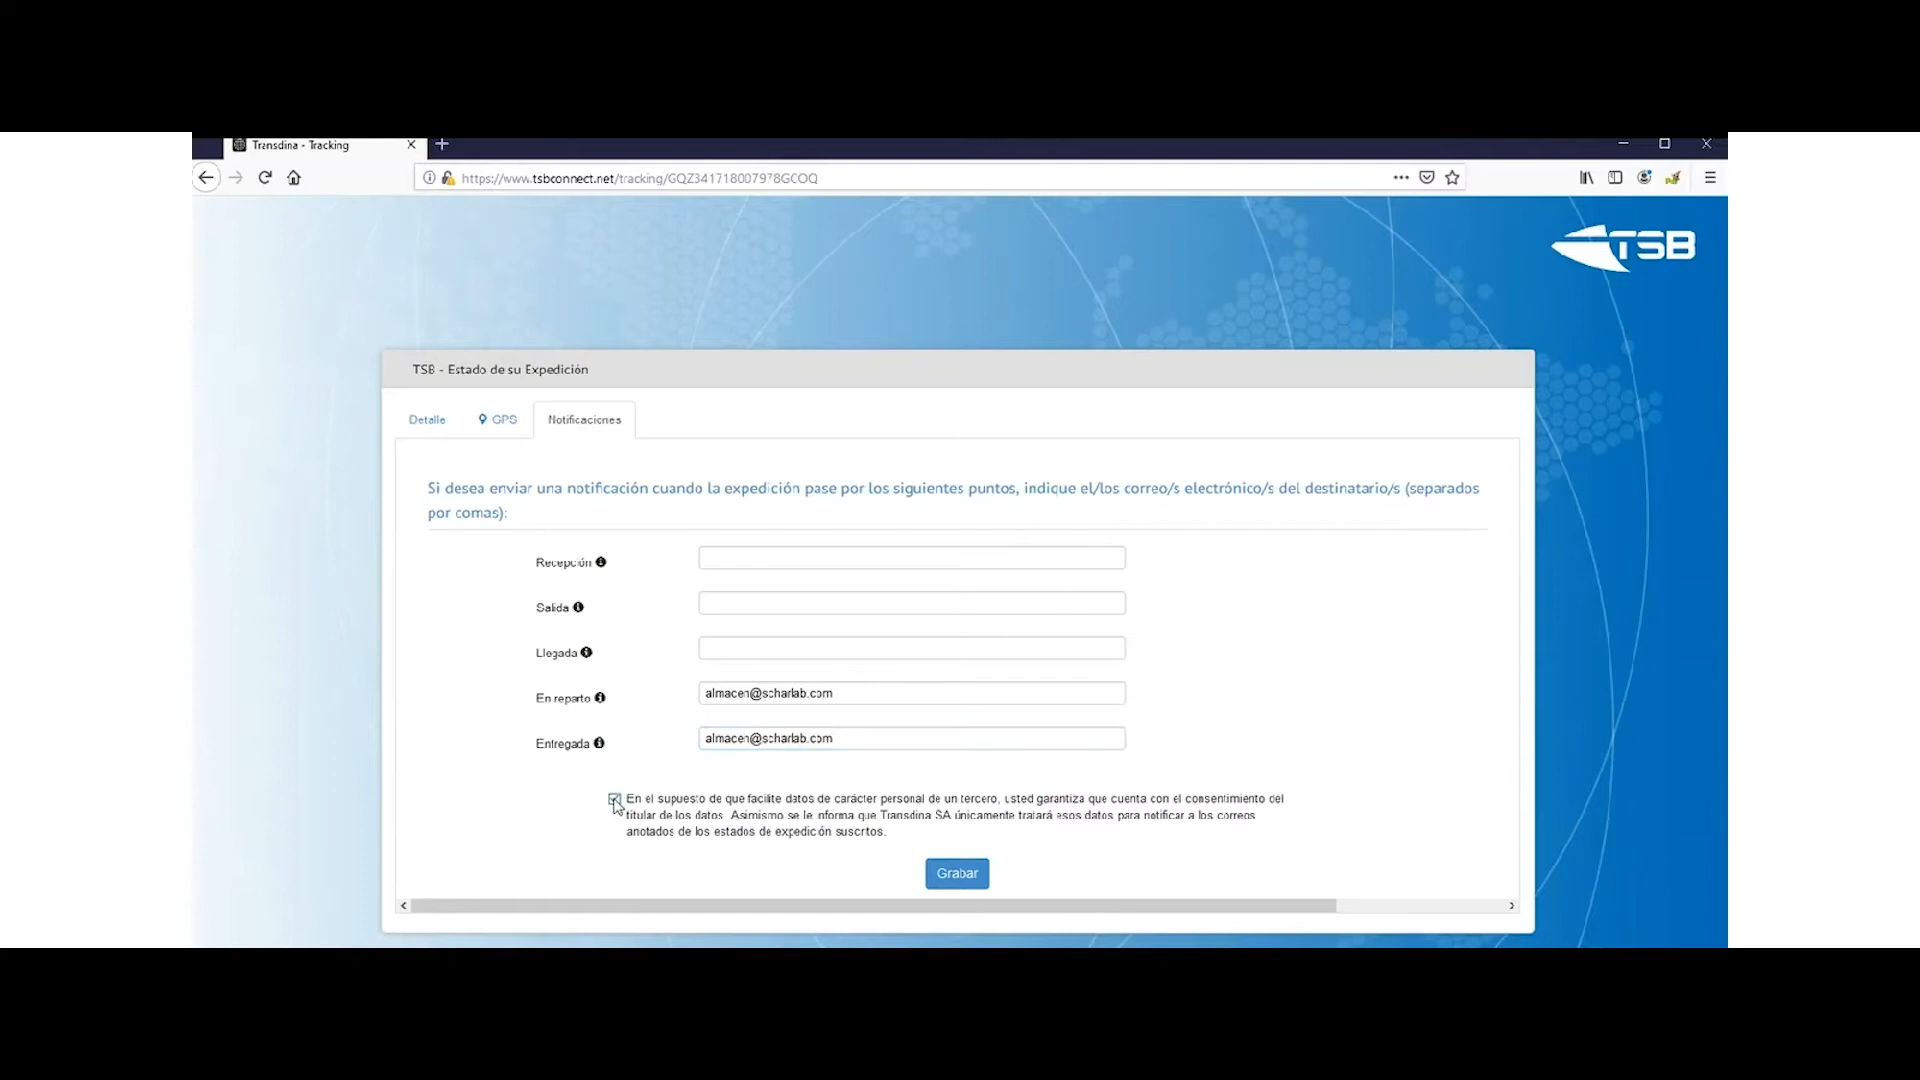 Transdina - Tracking
https://www.tsbconnect.net/tracking/GQZ341718007978GCOQ
TSB
TSB - Estado de su Expedición
Detalle GPS Notificaciones
Si desea enviar una notificación cuando la expedición pase por los siguientes puntos, indique el/los correo/s electrónico/s del destinatario/s (separados
por comas):
Recepción
Salida
Llegada
En reparto almacen@scharlab.com
Entregada almacen@scharlab.com
En el supuesto de que facilite datos de carácter personal de un tercero, usted garantiza que cuenta con el consentimiento del
titular de los datos. Asimismo se le informa que Transdina SA únicamente tratará esos datos para notificar a los correos
anotados de los estados de expedición suscritos.
Grabar